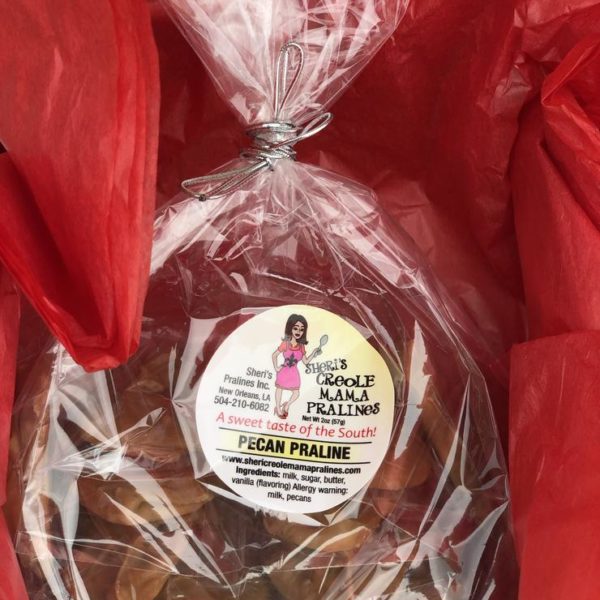 SHERI'S
CREOLE
MAMA
PRALINES
Net Wt 2oz (57g)
Sheri's
Pralines Inc.
New Orleans, LA
504-210-6082
A sweet taste of the South!
PECAN PRALINE
www.shericreolemamapralines.com
Ingredients: milk, sugar, butter,
vanilla (flavoring) Allergy warning:
milk, pecans